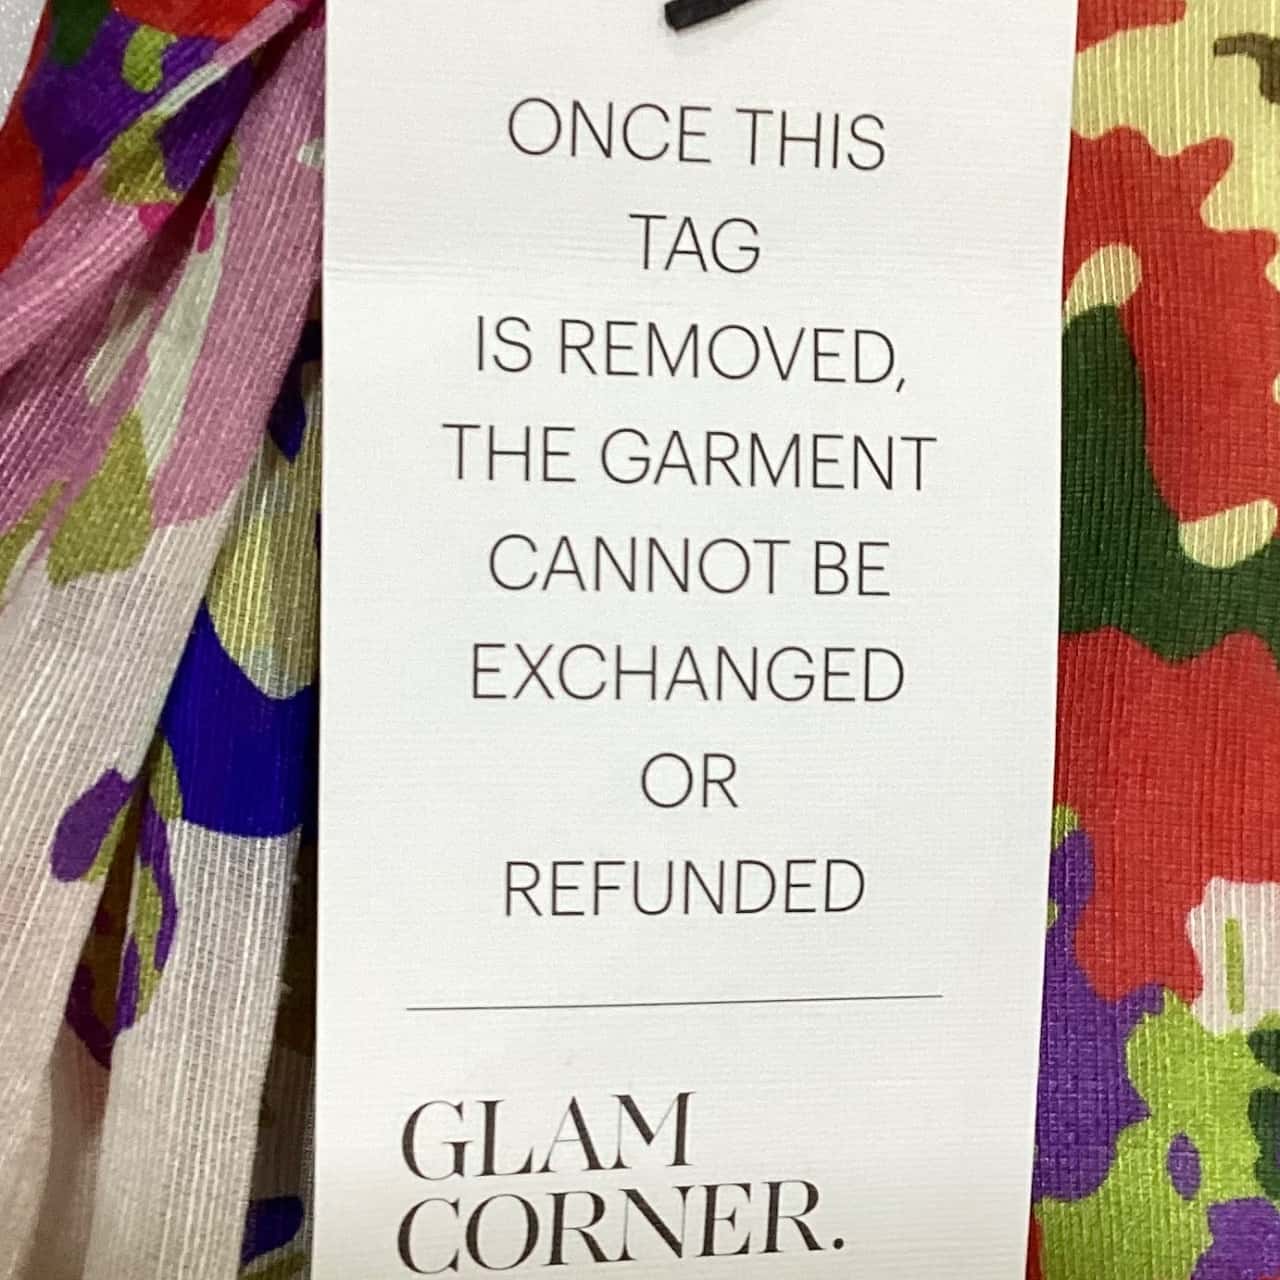 ONCE THIS
TAG
IS REMOVED,
THE GARMENT
CANNOT BE
EXCHANGED
OR
REFUNDED
GLAM
CORNER.